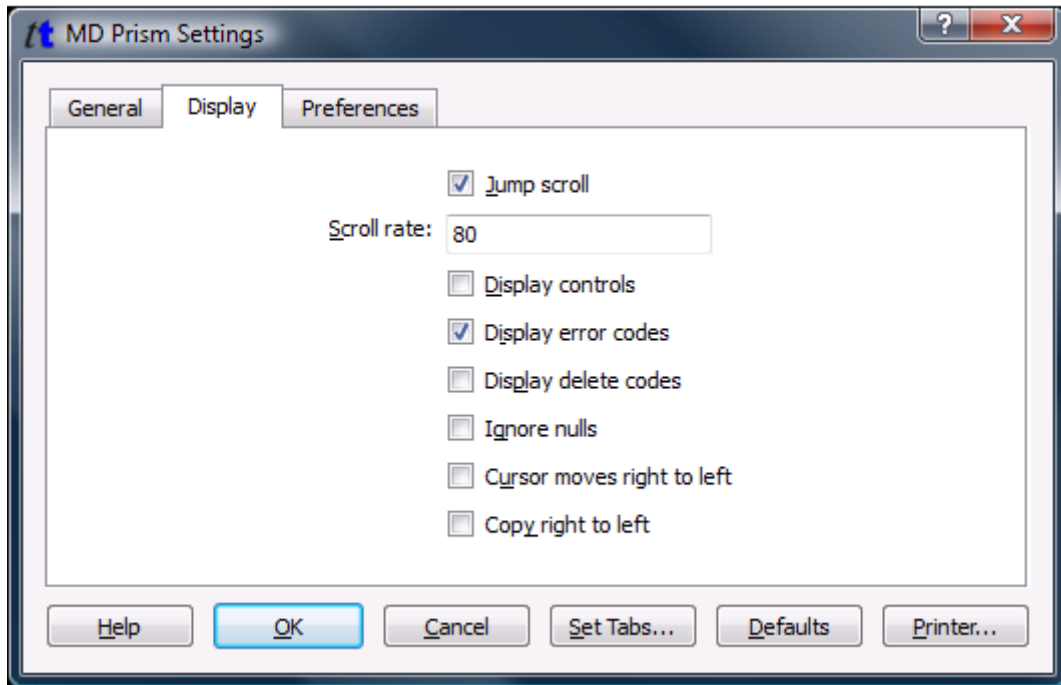 tt MD Prism Settings
?
X
General Display Preferences
Jump scroll
Scroll rate: 80
Display controls
Display error codes
Display delete codes
Ignore nulls
Cursor moves right to left
Copy right to left
Help OK Cancel Set Tabs... Defaults Printer...